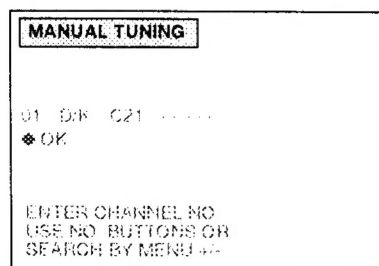 MANUAL TUNING
01 D/K C21 - - - - -
OK
ENTER CHANNEL NO
USE NO. BUTTONS OR
SEARCH BY MENU +/-